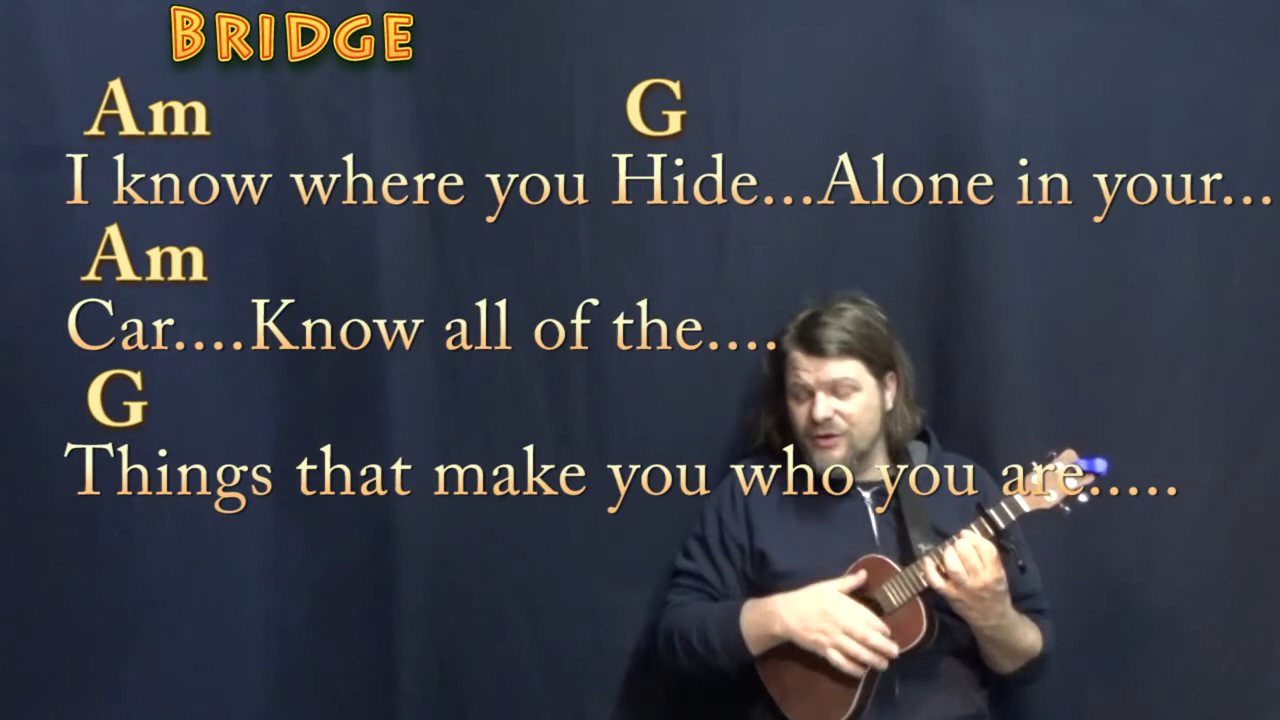 BRIDGE
Am G
I know where you Hide...Alone in your...
Am
Car....Know all of the....
G
Things that make you who you are.....